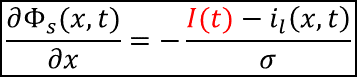 ∂Φ_s(x, t)/∂x = −(I(t) − i_l(x, t))/σ